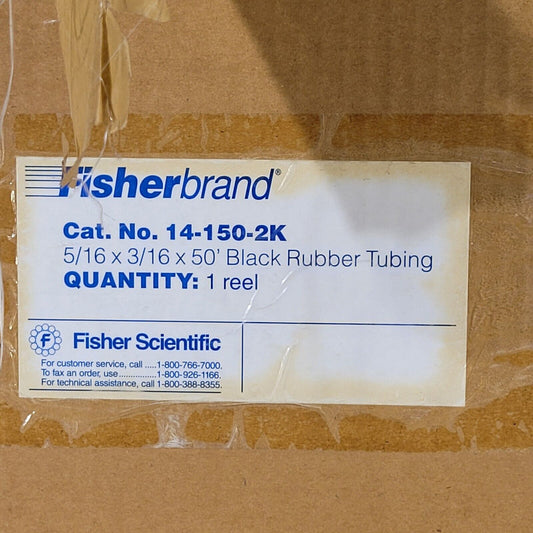 Fisherbrand®
Cat. No. 14-150-2K
5/16 x 3/16 x 50' Black Rubber Tubing
QUANTITY: 1 reel
F Fisher Scientific
For customer service, call .....1-800-766-7000.
To fax an order, use................1-800-926-1166.
For technical assistance, call 1-800-388-8355.